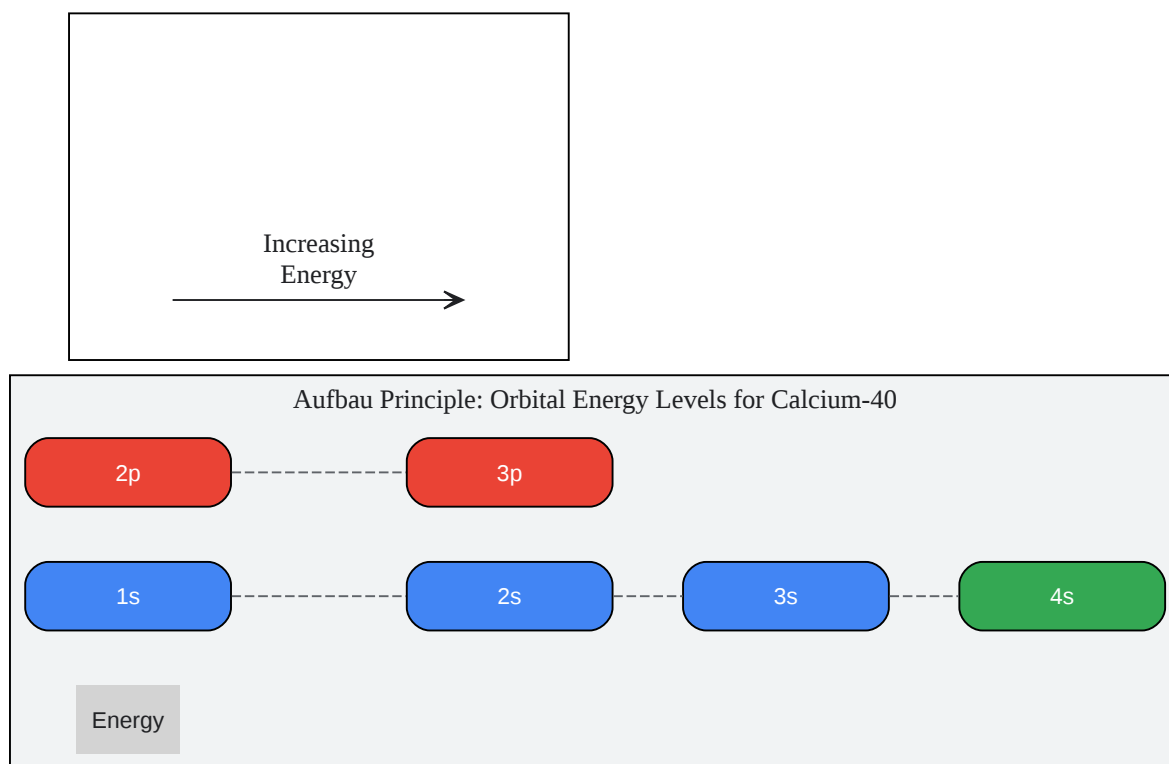 Increasing
Energy
Aufbau Principle: Orbital Energy Levels for Calcium-40
2p
3p
1s
2s
3s
4s
Energy